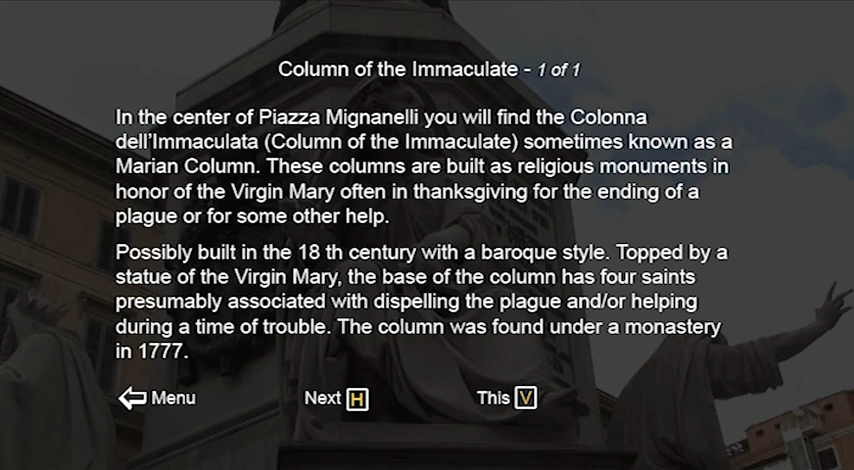 Column of the Immaculate - 1 of 1
In the center of Piazza Mignanelli you will find the Colonna
dell'Immaculata (Column of the Immaculate) sometimes known as a
Marian Column. These columns are built as religious monuments in
honor of the Virgin Mary often in thanksgiving for the ending of a
plague or for some other help.
Possibly built in the 18 th century with a baroque style. Topped by a
statue of the Virgin Mary, the base of the column has four saints
presumably associated with dispelling the plague and/or helping
during a time of trouble. The column was found under a monastery
in 1777.
Menu Next H This V